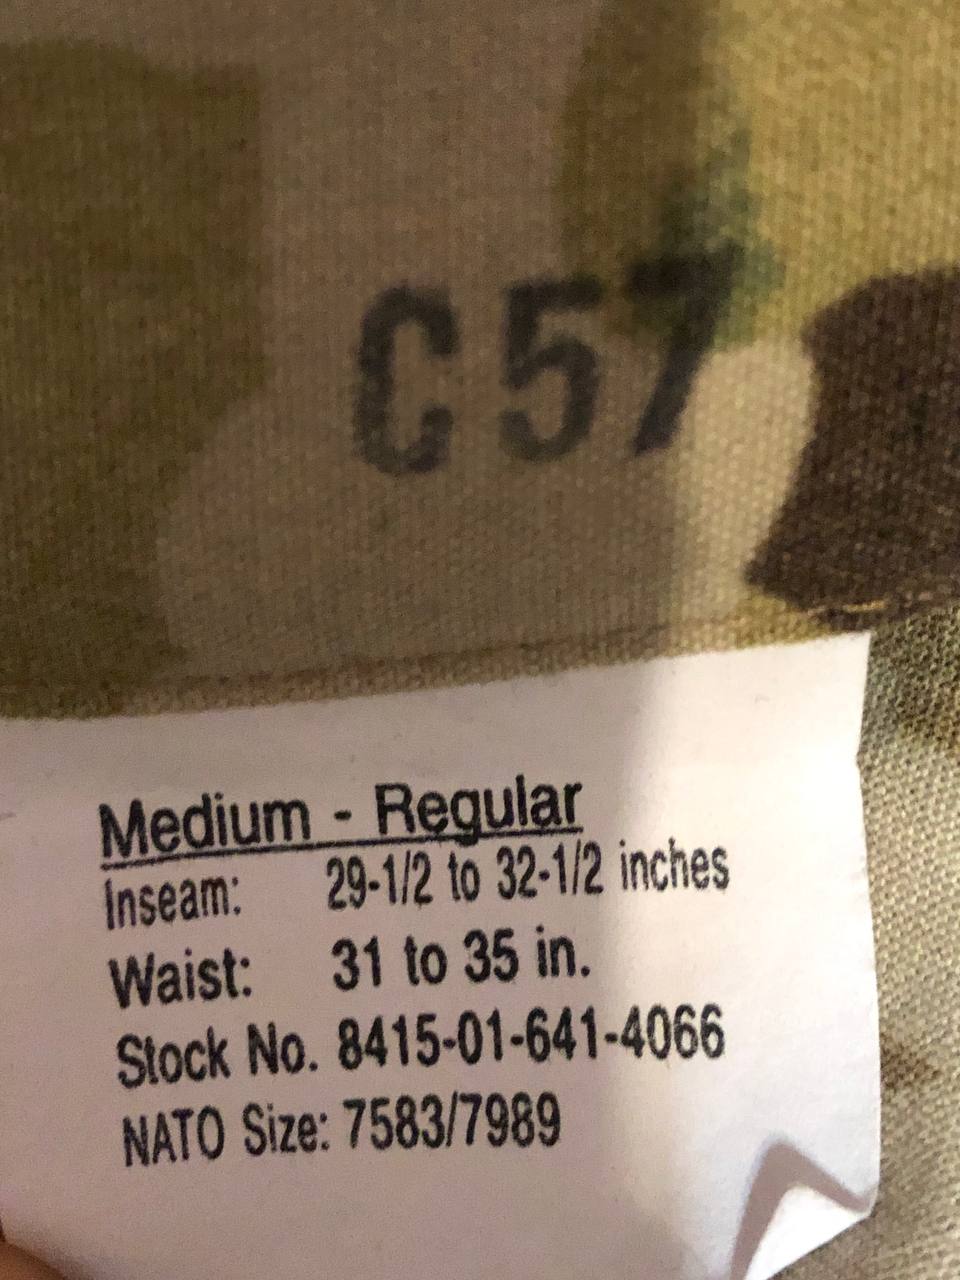 C57
Medium - Regular
Inseam: 29-1/2 to 32-1/2 inches
Waist: 31 to 35 in.
Stock No. 8415-01-641-4066
NATO Size: 7583/7989